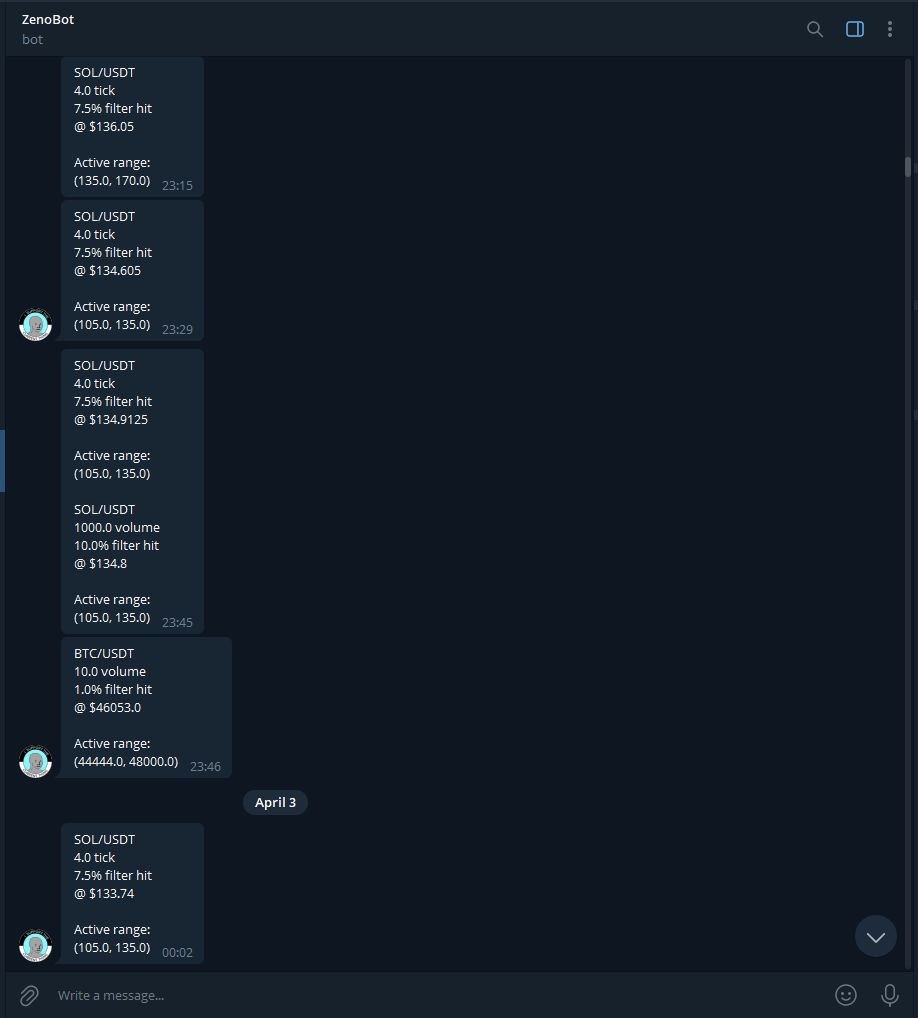 ZenoBot
bot
SOL/USDT
4.0 tick
7.5% filter hit
@ $136.05
Active range:
(135.0, 170.0) 23:15
SOL/USDT
4.0 tick
7.5% filter hit
@ $134.605
Active range:
(105.0, 135.0) 23:29
SOL/USDT
4.0 tick
7.5% filter hit
@ $134.9125
Active range:
(105.0, 135.0)
SOL/USDT
1000.0 volume
10.0% filter hit
@ $134.8
Active range:
(105.0, 135.0) 23:45
BTC/USDT
10.0 volume
1.0% filter hit
@ $46053.0
Active range:
(44444.0, 48000.0) 23:46
April 3
SOL/USDT
4.0 tick
7.5% filter hit
@ $133.74
Active range:
(105.0, 135.0) 00:02
Write a message...